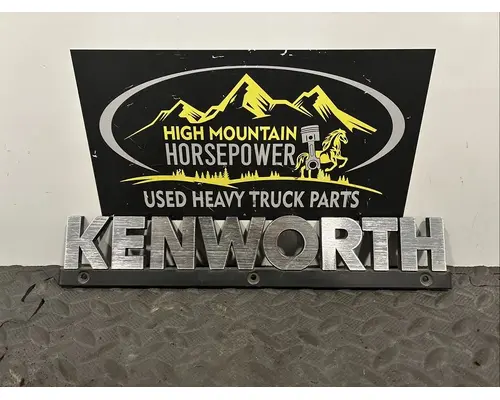 HIGH MOUNTAIN
HORSEPOWER
USED HEAVY TRUCK PARTS
KENWORTH